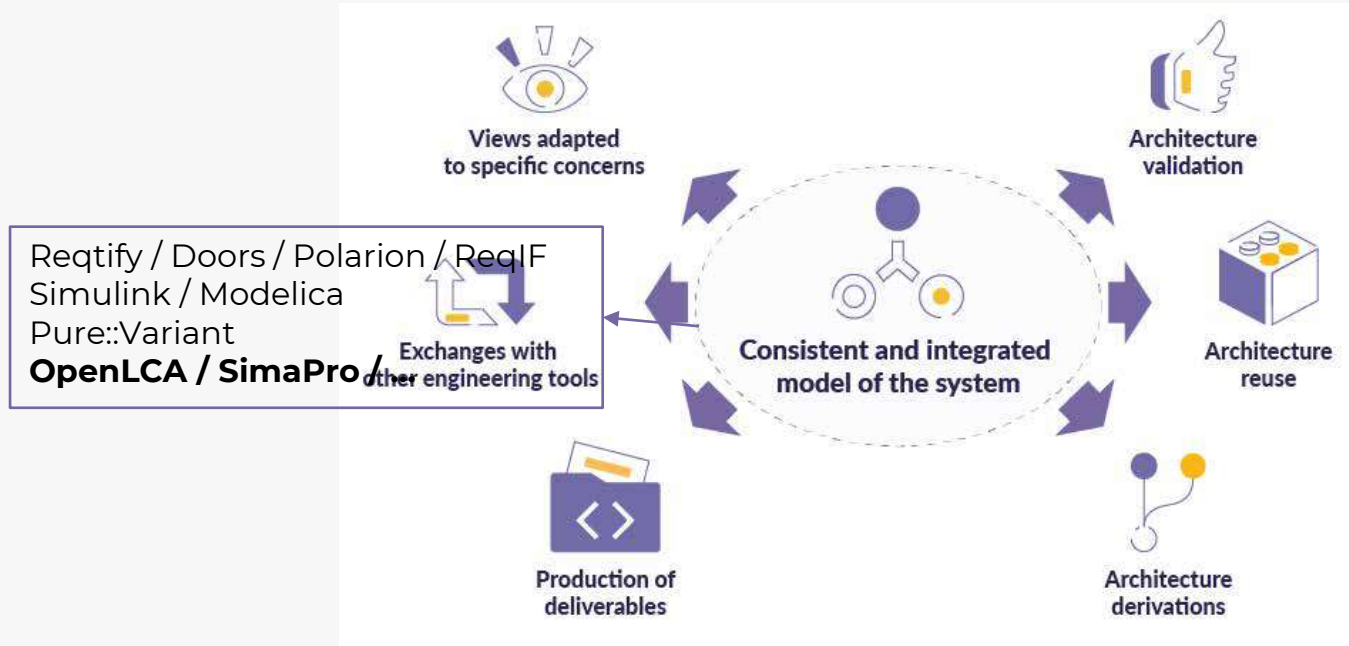 Views adapted
to specific concerns
Architecture
validation
Reqtify / Doors / Polarion / ReqIF
Simulink / Modelica
Pure::Variant
OpenLCA / SimaPro / ...
Exchanges with
other engineering tools
Consistent and integrated
model of the system
Architecture
reuse
Production of
deliverables
Architecture
derivations